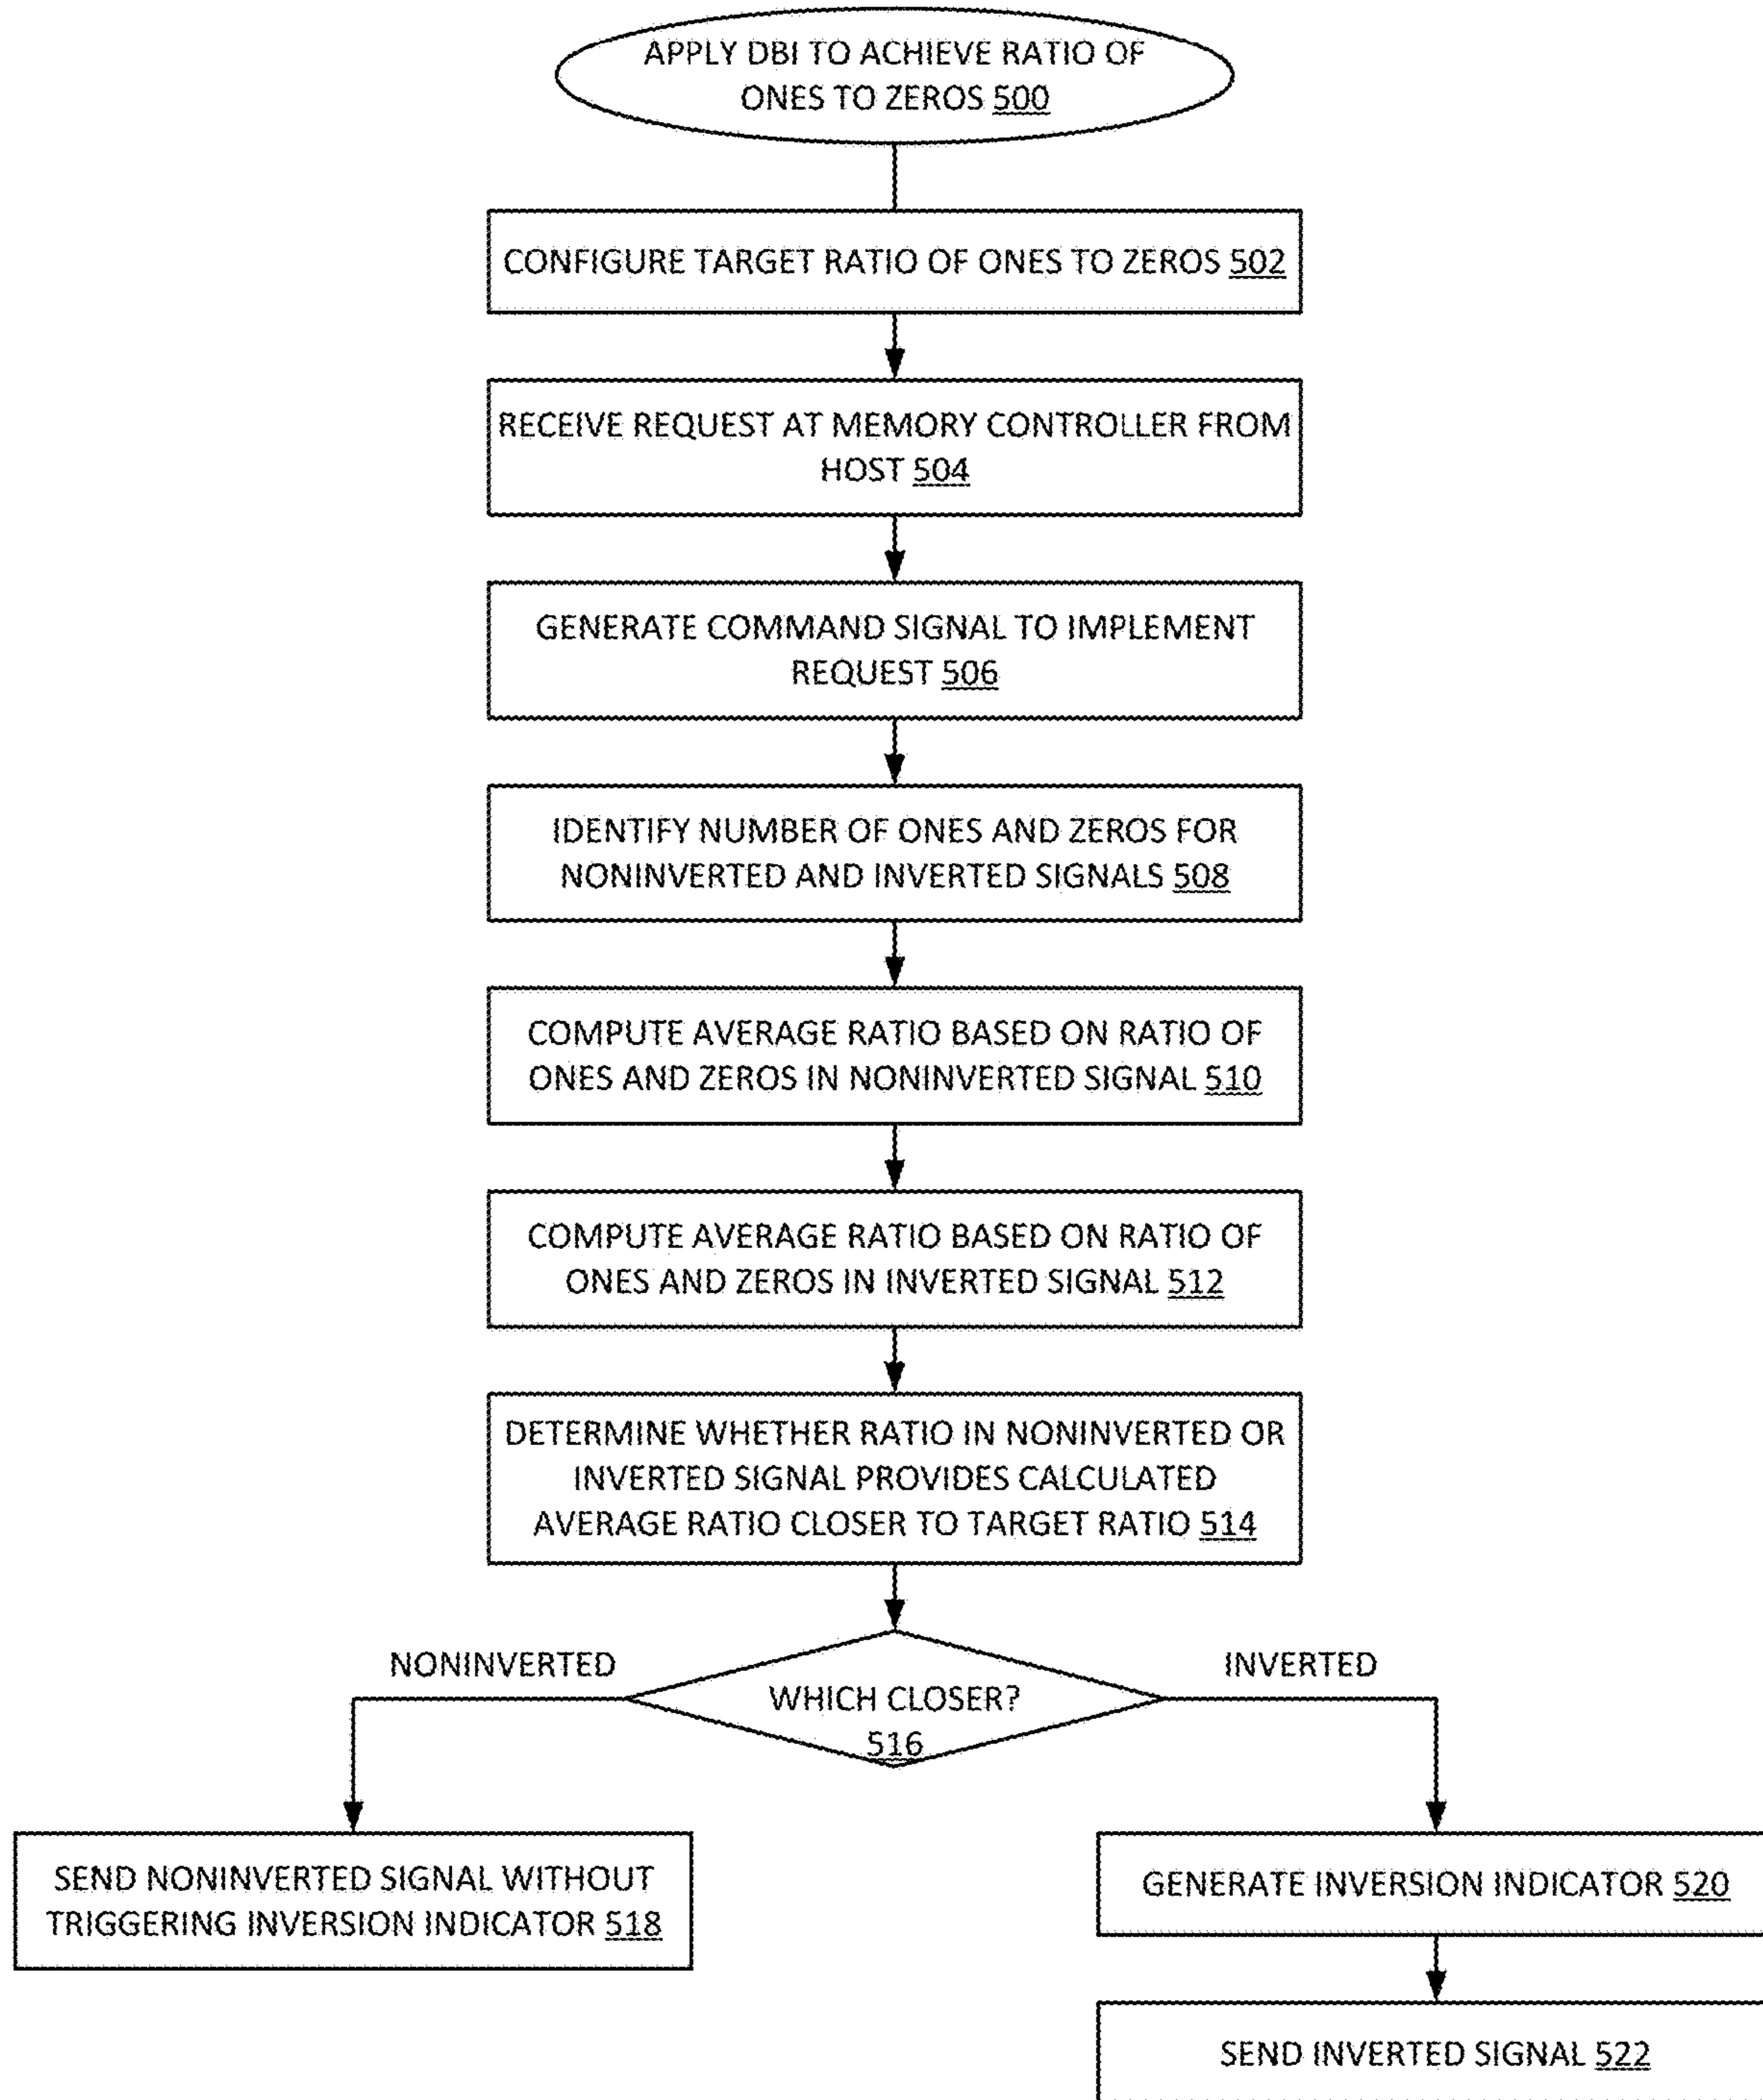 APPLY DBI TO ACHIEVE RATIO OF
ONES TO ZEROS 500
CONFIGURE TARGET RATIO OF ONES TO ZEROS 502
RECEIVE REQUEST AT MEMORY CONTROLLER FROM
HOST 504
GENERATE COMMAND SIGNAL TO IMPLEMENT
REQUEST 506
IDENTIFY NUMBER OF ONES AND ZEROS FOR
NONINVERTED AND INVERTED SIGNALS 508
COMPUTE AVERAGE RATIO BASED ON RATIO OF
ONES AND ZEROS IN NONINVERTED SIGNAL 510
COMPUTE AVERAGE RATIO BASED ON RATIO OF
ONES AND ZEROS IN INVERTED SIGNAL 512
DETERMINE WHETHER RATIO IN NONINVERTED OR
INVERTED SIGNAL PROVIDES CALCULATED
AVERAGE RATIO CLOSER TO TARGET RATIO 514
NONINVERTED
INVERTED
WHICH CLOSER?
516
SEND NONINVERTED SIGNAL WITHOUT
TRIGGERING INVERSION INDICATOR 518
GENERATE INVERSION INDICATOR 520
SEND INVERTED SIGNAL 522